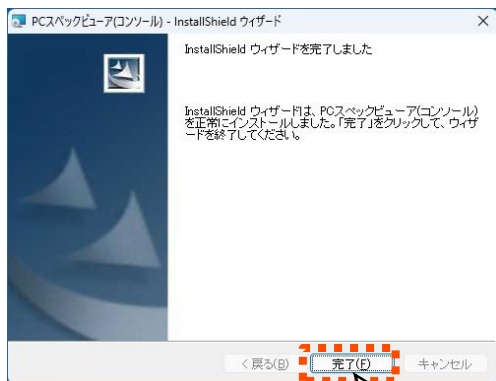 PCスペックビューア(コンソール) - InstallShield ウィザード
InstallShield ウィザードを完了しました
InstallShield ウィザードは、PCスペックビューア(コンソール)
を正常にインストールしました。「完了」をクリックして、ウィザ
ードを終了してください。
< 戻る(B)
完了(F)
キャンセル